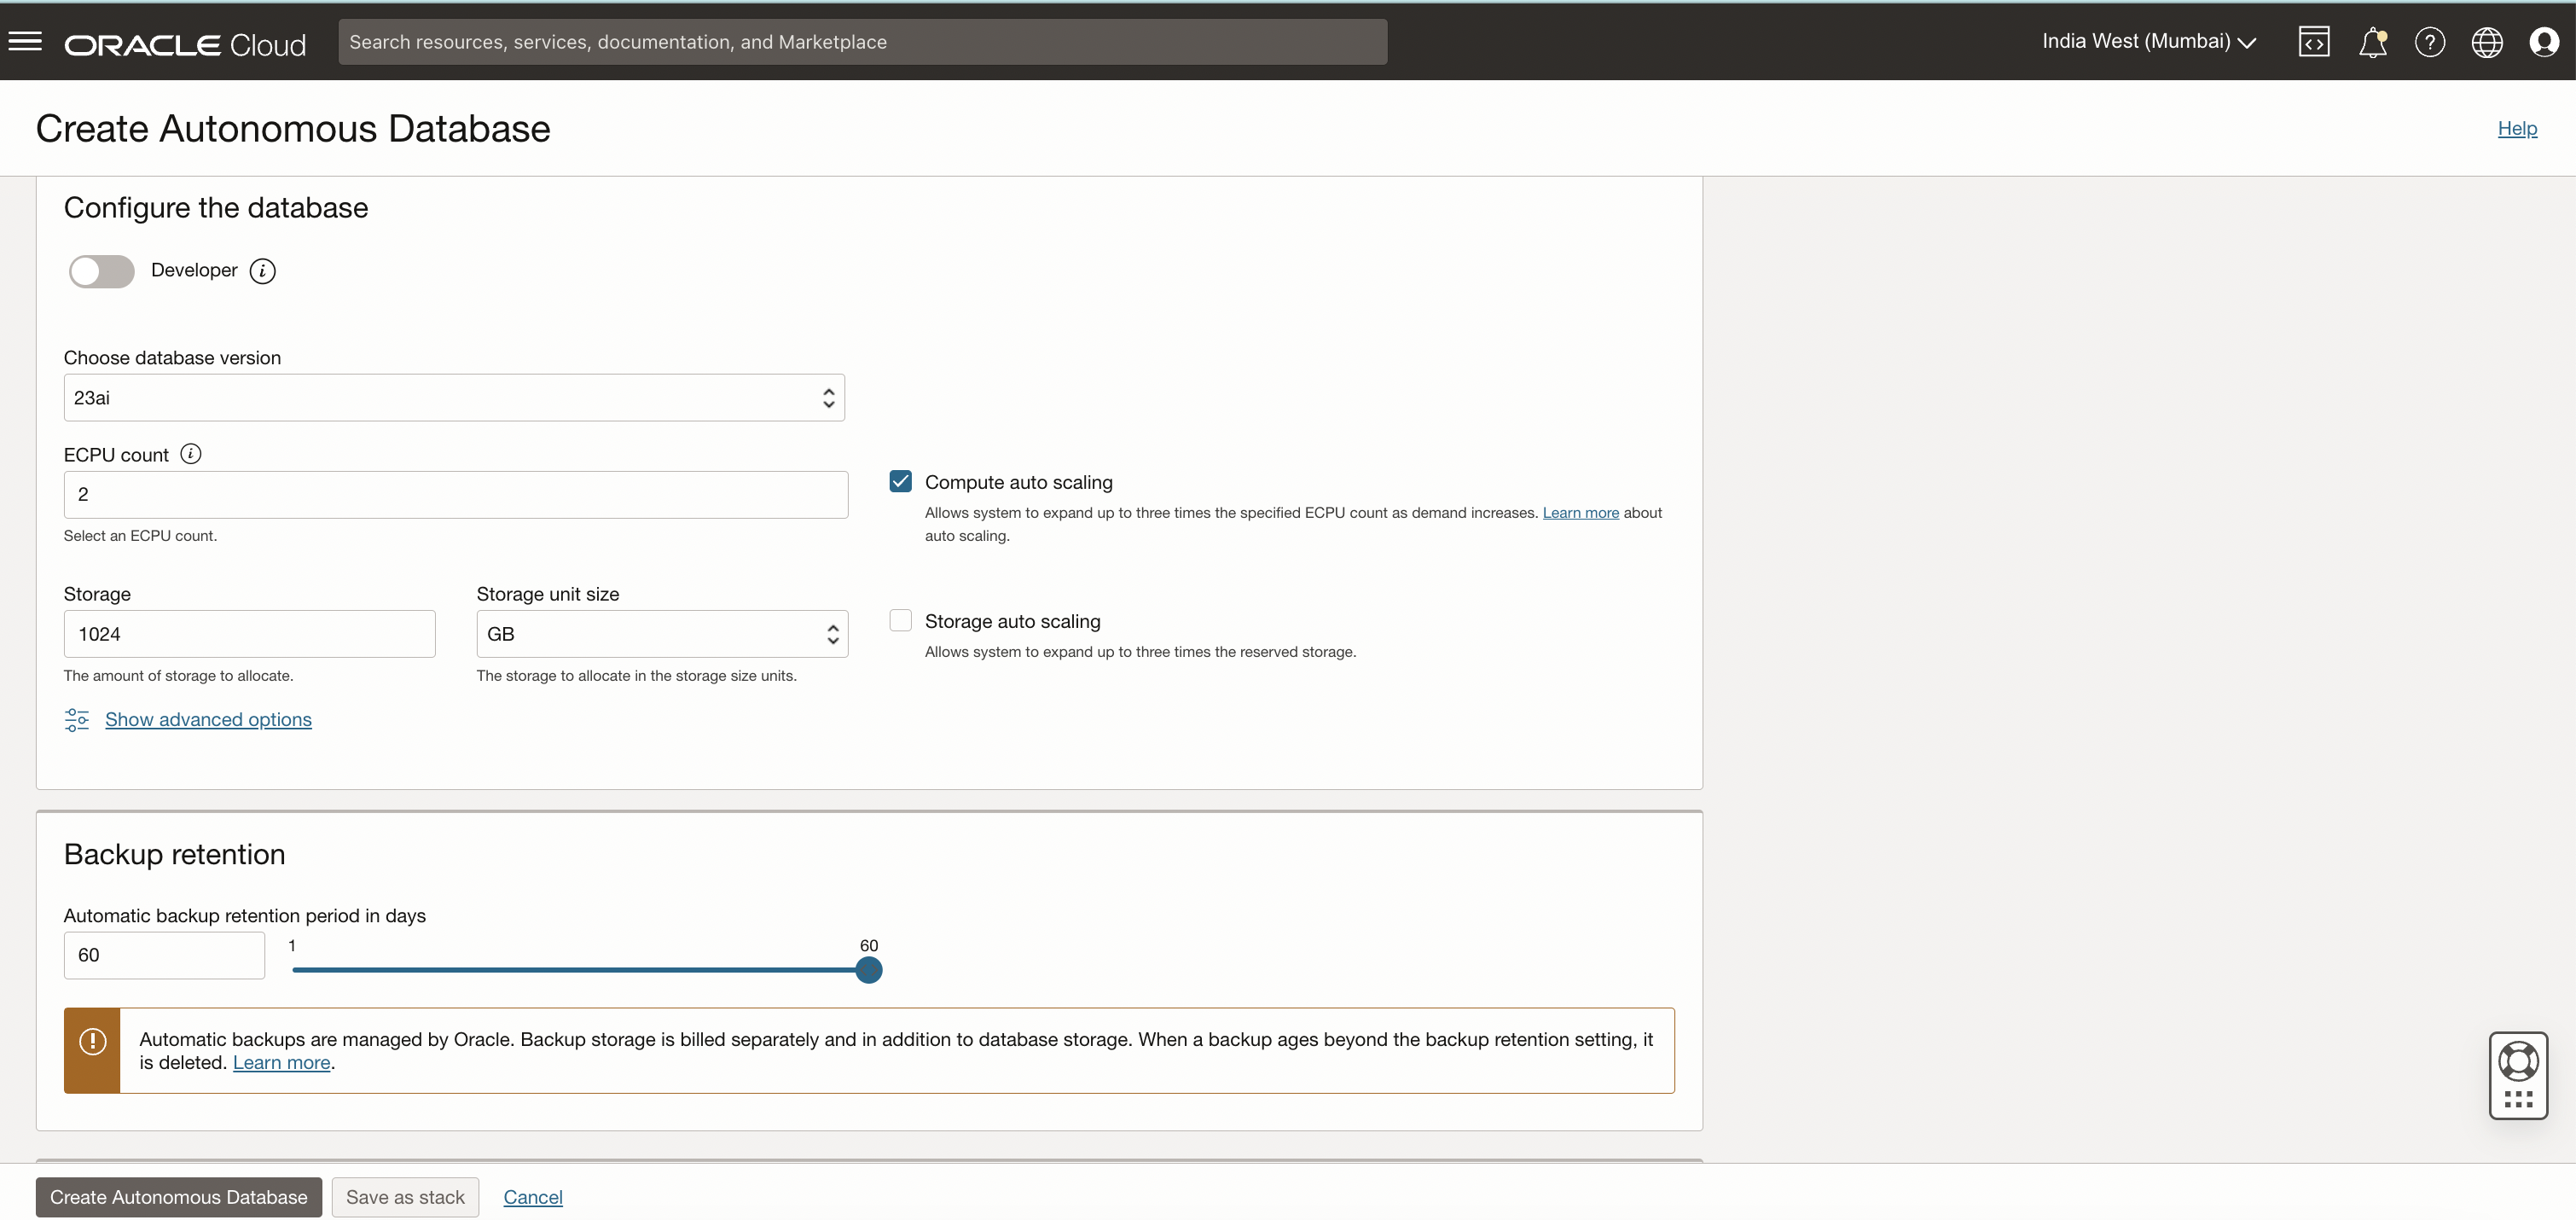 ORACLE Cloud
Search resources, services, documentation, and Marketplace
India West (Mumbai)
Create Autonomous Database
Help
Configure the database
Developer
Choose database version
23ai
ECPU count
2
Select an ECPU count.
Compute auto scaling
Allows system to expand up to three times the specified ECPU count as demand increases. Learn more about
auto scaling.
Storage
1024
The amount of storage to allocate.
Storage unit size
GB
The storage to allocate in the storage size units.
Storage auto scaling
Allows system to expand up to three times the reserved storage.
Show advanced options
Backup retention
Automatic backup retention period in days
60
1
60
Automatic backups are managed by Oracle. Backup storage is billed separately and in addition to database storage. When a backup ages beyond the backup retention setting, it
is deleted. Learn more.
Create Autonomous Database
Save as stack
Cancel